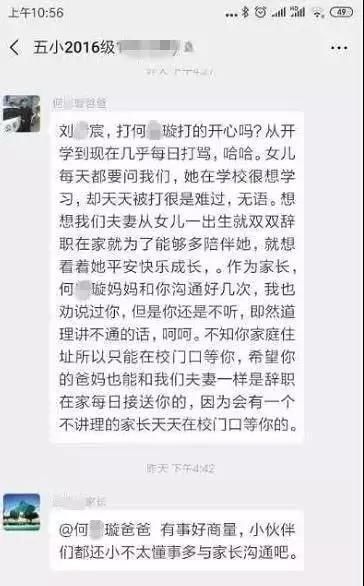 上午10:56
49
五小2016级1
昨天 下午4:27
何 璇爸爸
刘 宸,打何 璇打的开心吗?从开
学到现在几乎每日打骂,哈哈。女儿
每天都要问我们,她在学校很想学
习,却天天被打很是难过,无语。想
想我们夫妻从女儿一出生就双双辞
职在家就为了能够多陪伴她,就想
看着她平安快乐成长,。作为家长,
何 璇妈妈和你沟通好几次,我也
劝说过你,但是你还是不听,即然道
理讲不通的话,呵呵。不知你家庭住
址所以只能在校门口等你,希望你
的爸妈也能和我们夫妻一样是辞职
在家每日接送你的,因为会有一个
不讲理的家长天天在校门口等你的。
昨天 下午4:42
家长
@何 璇爸爸 有事好商量,小伙伴
们都还小不太懂事多与家长沟通吧。